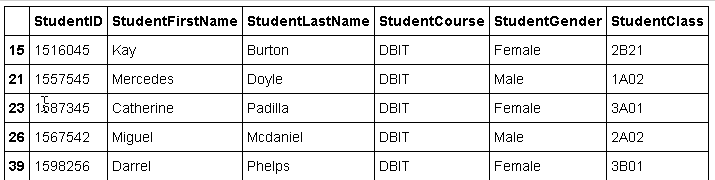 StudentID StudentFirstName StudentLastName StudentCourse StudentGender StudentClass
15 1516045 Kay Burton DBIT Female 2B21
21 1557545 Mercedes Doyle DBIT Male 1A02
23 1587345 Catherine Padilla DBIT Female 3A01
26 1567542 Miguel Mcdaniel DBIT Male 2A02
39 1598256 Darrel Phelps DBIT Female 3B01